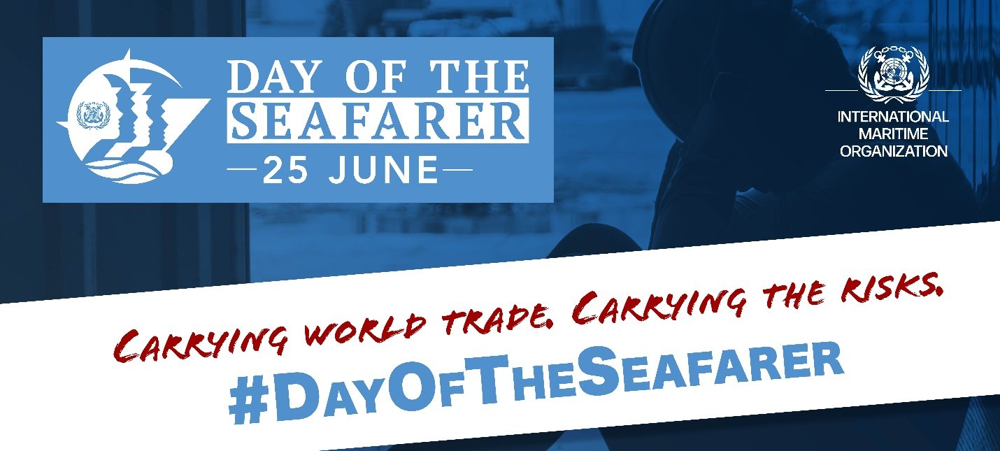 DAY OF THE
SEAFARER
25 JUNE
INTERNATIONAL
MARITIME
ORGANIZATION
CARRYING WORLD TRADE. CARRYING THE RISKS.
#DAYOFTHESEAFARER